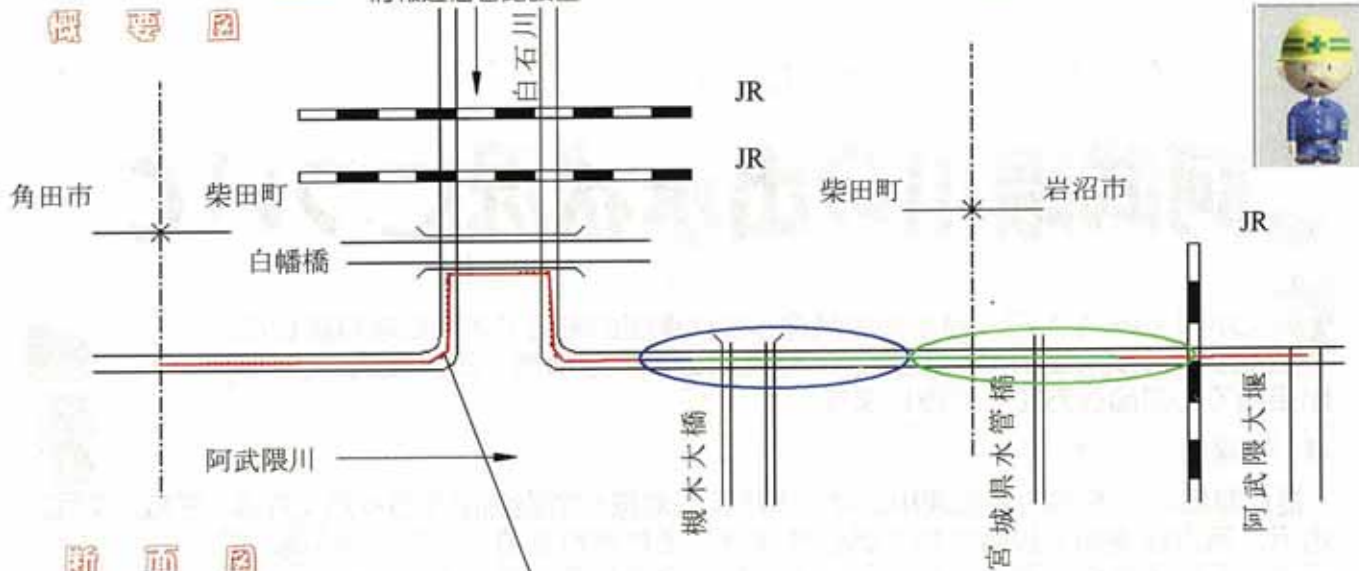 概要図
白石川
JR
JR
角田市
柴田町
柴田町
岩沼市
JR
白幡橋
阿武隈川
槻木大橋
宮城県水管橋
阿武隈大堰
断面図